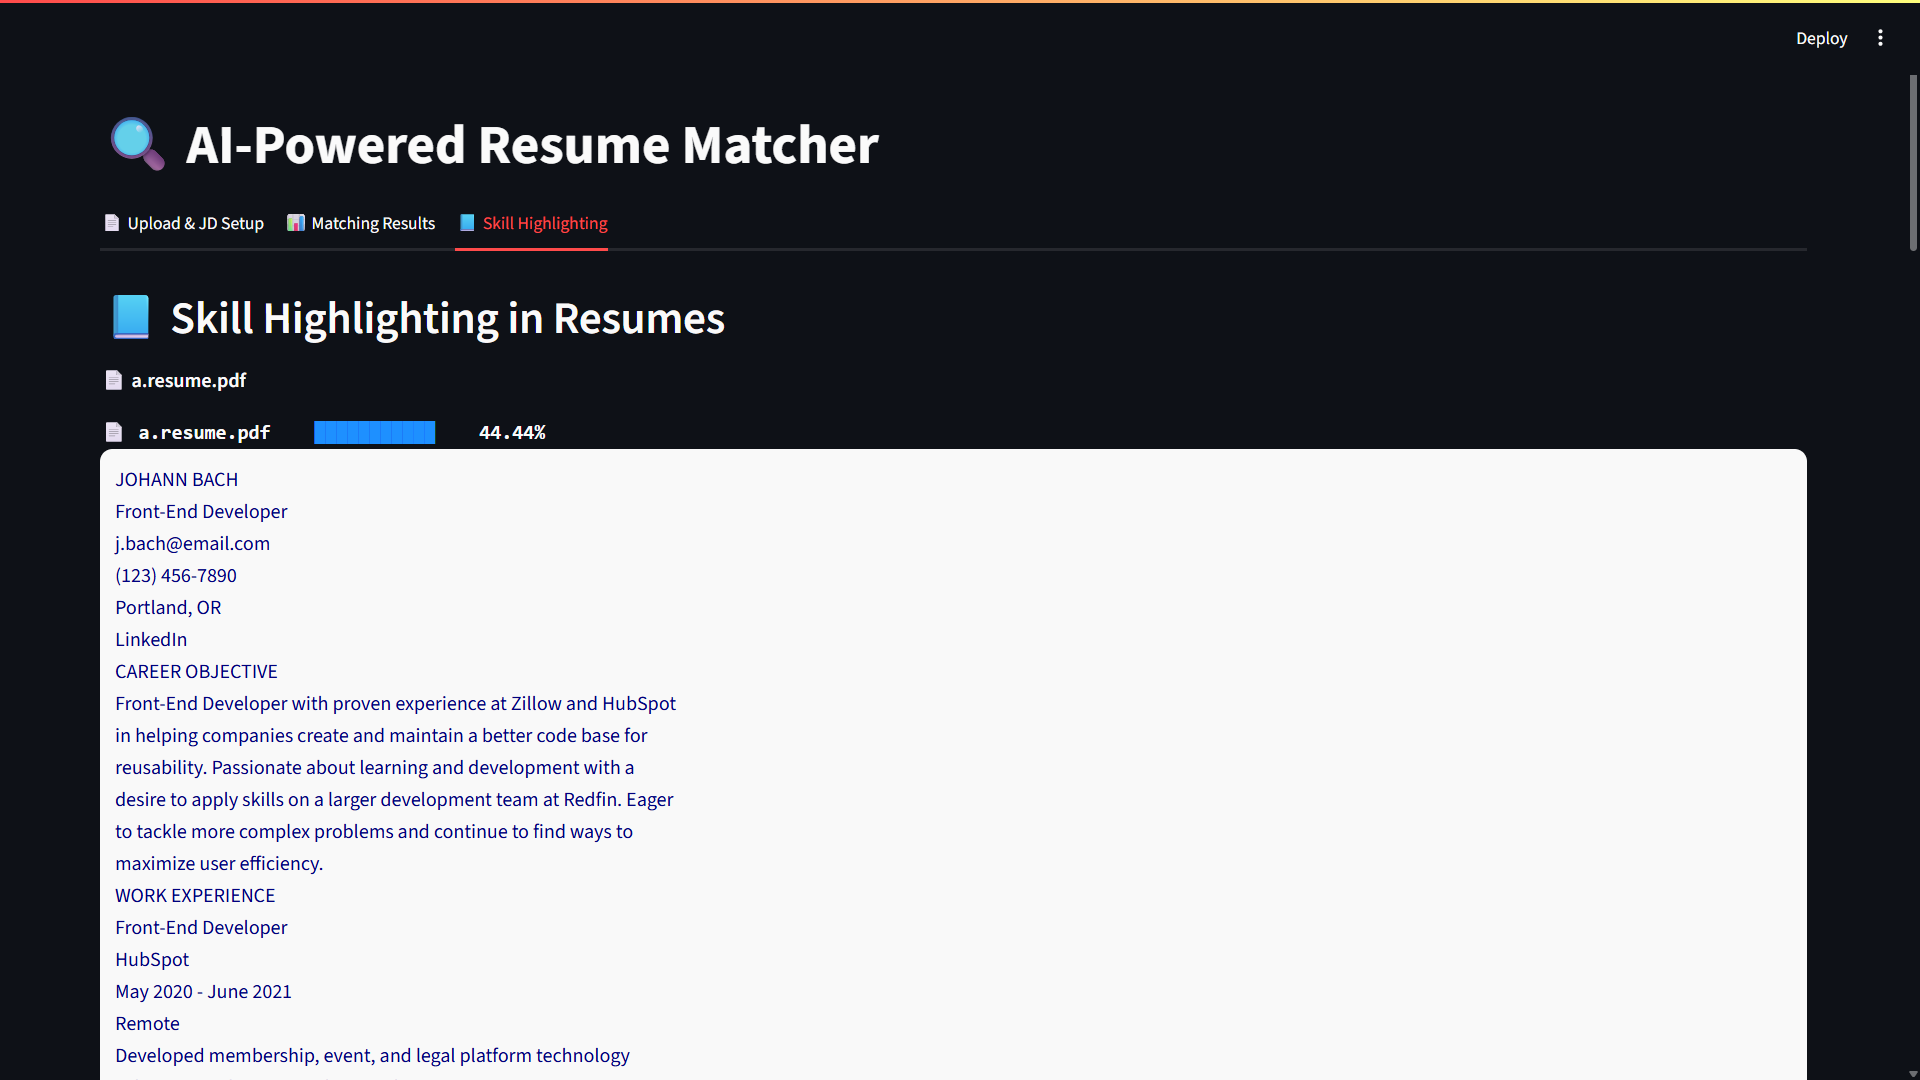 Deploy
AI-Powered Resume Matcher
Upload & JD Setup Matching Results Skill Highlighting
Skill Highlighting in Resumes
a.resume.pdf
a.resume.pdf 44.44%
JOHANN BACH
Front-End Developer
j.bach@email.com
(123) 456-7890
Portland, OR
LinkedIn
CAREER OBJECTIVE
Front-End Developer with proven experience at Zillow and HubSpot
in helping companies create and maintain a better code base for
reusability. Passionate about learning and development with a
desire to apply skills on a larger development team at Redfin. Eager
to tackle more complex problems and continue to find ways to
maximize user efficiency.
WORK EXPERIENCE
Front-End Developer
HubSpot
May 2020 - June 2021
Remote
Developed membership, event, and legal platform technology